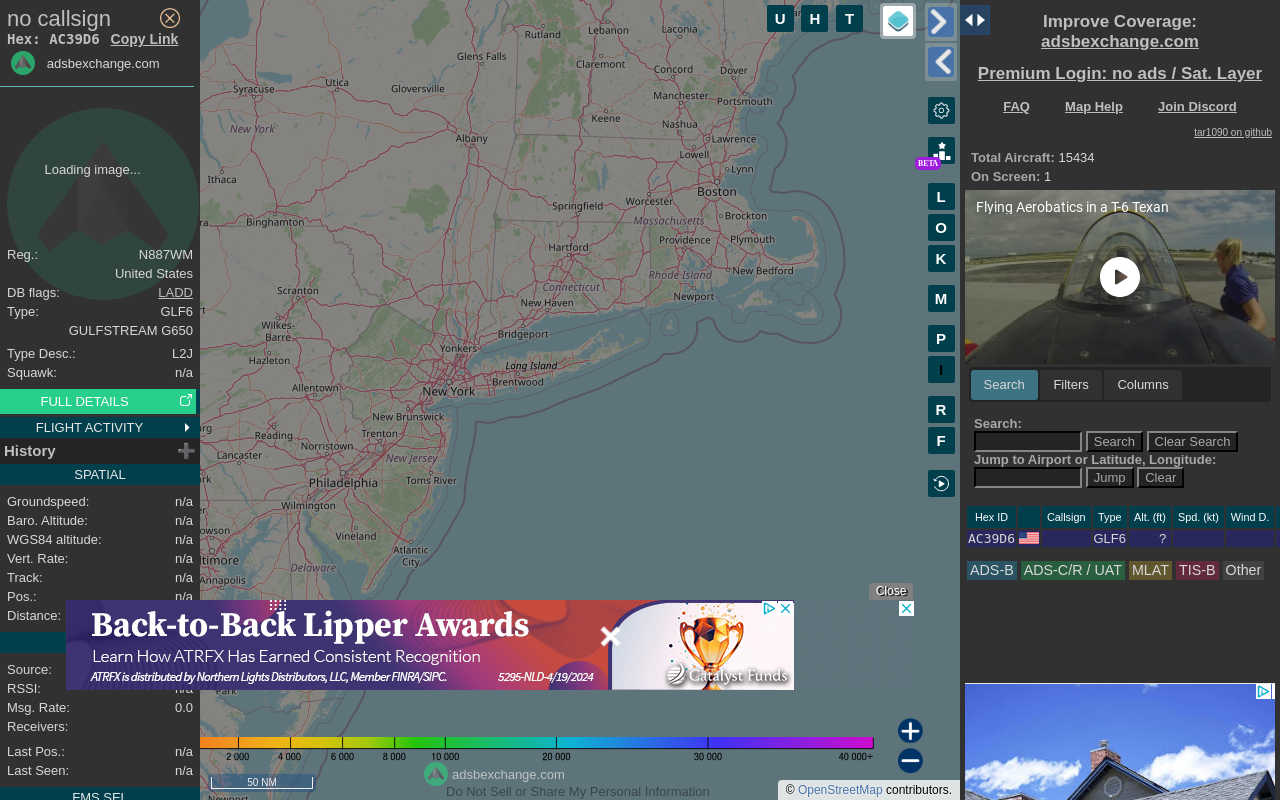 no callsign
Hex: AC39D6 Copy Link
adsbexchange.com
Loading image...
Reg.: N887WM
United States
DB flags: LADD
Type: GLF6
GULFSTREAM G650
Type Desc.: L2J
Squawk: n/a
FULL DETAILS
FLIGHT ACTIVITY
History
SPATIAL
Groundspeed: n/a
Baro. Altitude: n/a
WGS84 altitude: n/a
Vert. Rate: n/a
Track: n/a
Pos.: n/a
Distance:
Source:
RSSI: n/a
Msg. Rate: 0.0
Receivers:
Last Pos.: n/a
Last Seen: n/a
FMS SEL
U H T
Rutland
Lebanon
Laconia
Glens Falls
Claremont
Concord
Dover
Utica
Gloversville
Syracuse
Manchester
Portsmouth
Keene
Nashua
New York
Albany
Lawrence
Lowell
Lynn
Ithaca
Boston
Worcester
Springfield
Massachusetts
Brockton
Binghamton
Hartford
Providence
Plymouth
Rhode Island
New Bedford
Connecticut
Newport
New Haven
Scranton
Wilkes-
Barre
Bridgeport
Yonkers
Hazleton
Long Island
Brentwood
Allentown
New York
New Brunswick
Reading
Trenton
Norristown
Lancaster
New Jersey
Toms River
Philadelphia
Wilmington
Vineland
Atlantic
City
Annapolis
Delaware
BETA
L
O
K
M
P
I
R
F
Close
Back-to-Back Lipper Awards
Learn How ATRFX Has Earned Consistent Recognition
ATRFX is distributed by Northern Lights Distributors, LLC, Member FINRA/SIPC. 5295-NLD-4/19/2024
Catalyst Funds
Park
2 000 4 000 6 000 8 000 10 000 20 000 30 000 40 000+
50 NM
adsbexchange.com
Do Not Sell or Share My Personal Information
Newport
© OpenStreetMap contributors.
Improve Coverage:
adsbexchange.com
Premium Login: no ads / Sat. Layer
FAQ Map Help Join Discord
tar1090 on github
Total Aircraft: 15434
On Screen: 1
Flying Aerobatics in a T-6 Texan
Search Filters Columns
Search:
Search Clear Search
Jump to Airport or Latitude, Longitude:
Jump Clear
Hex ID Callsign Type Alt. (ft) Spd. (kt) Wind D.
AC39D6 GLF6 ?
ADS-B ADS-C/R / UAT MLAT TIS-B Other